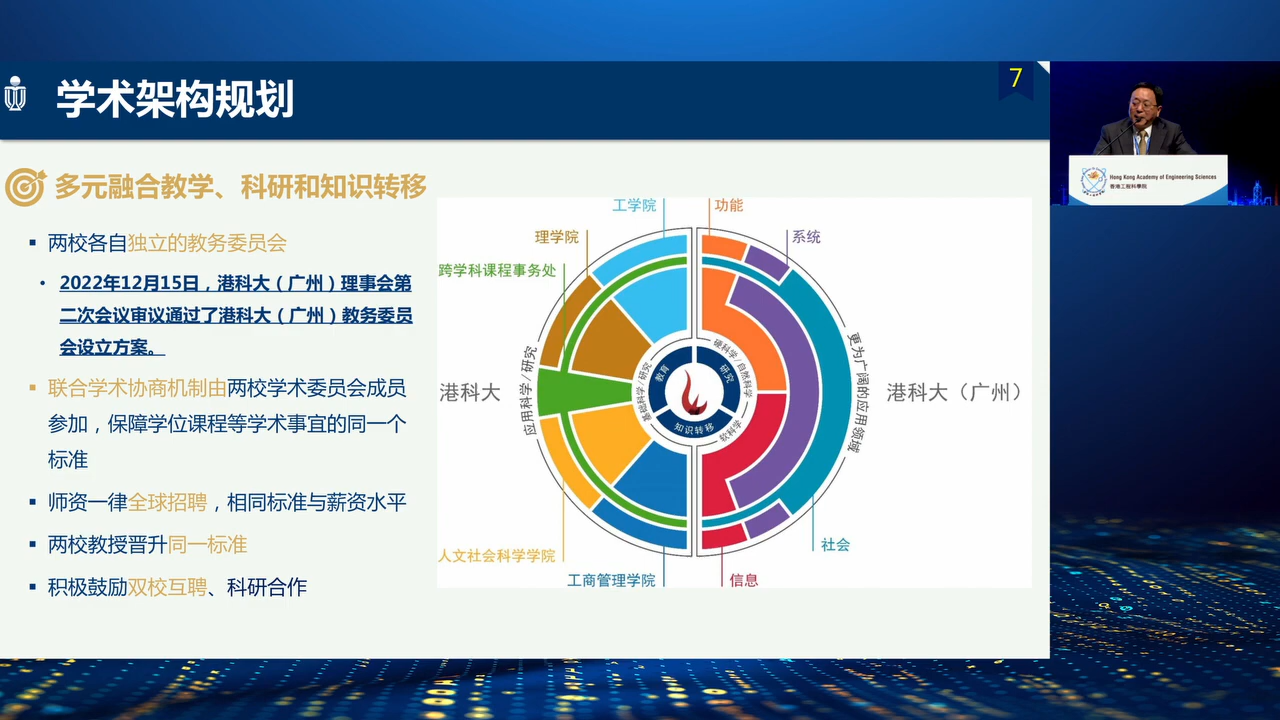 学术架构规划
7
多元融合教学、科研和知识转移
▪ 两校各自独立的教务委员会
• 2022年12月15日，港科大（广州）理事会第
二次会议审议通过了港科大（广州）教务委员
会设立方案。
▪ 联合学术协商机制由两校学术委员会成员
参加，保障学位课程等学术事宜的同一个
标准
▪ 师资一律全球招聘，相同标准与薪资水平
▪ 两校教授晋升同一标准
▪ 积极鼓励双校互聘、科研合作
工学院
功能
理学院
系统
跨学科课程事务处
港科大
应用科学/研究
基础科学/研究
教育
研究
知识转移
硬科学/自然科学
软科学
更为广阔的应用领域
港科大（广州）
人文社会科学学院
社会
工商管理学院
信息
Hong Kong Academy of Engineering Sciences
香港工程科學院